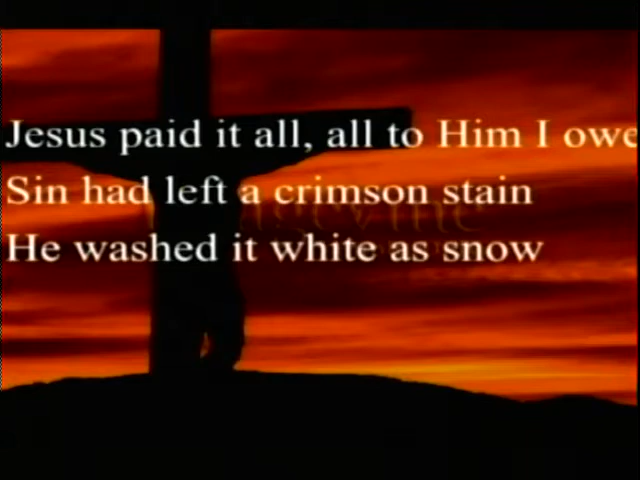 Jesus paid it all, all to Him I owe
Sin had left a crimson stain
He washed it white as snow